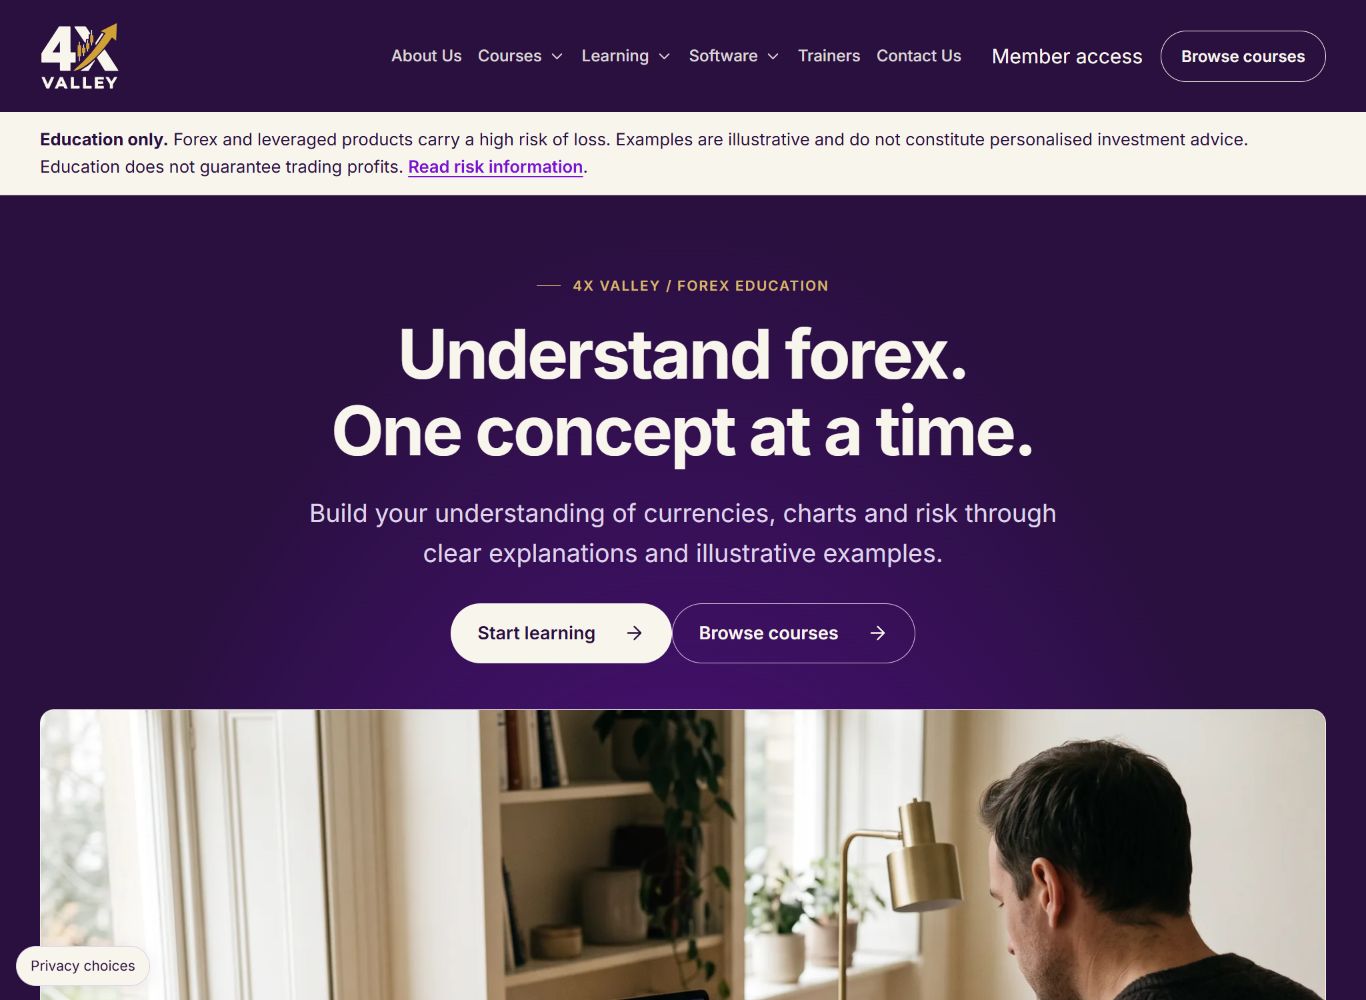 4X
VALLEY
About Us
Courses
Learning
Software
Trainers
Contact Us
Member access
Browse courses
Education only. Forex and leveraged products carry a high risk of loss. Examples are illustrative and do not constitute personalised investment advice.
Education does not guarantee trading profits. Read risk information.
4X VALLEY / FOREX EDUCATION
Understand forex.
One concept at a time.
Build your understanding of currencies, charts and risk through
clear explanations and illustrative examples.
Start learning
Browse courses
Privacy choices